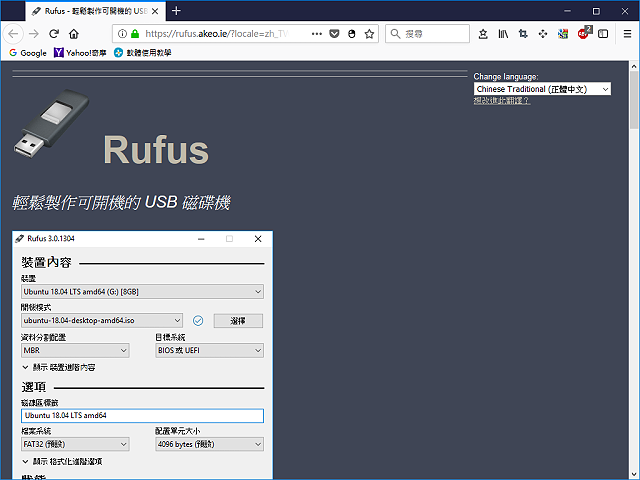 Rufus - 輕鬆製作可開機的 USB
https://rufus.akeo.ie/?locale=zh_TW
搜尋
2
Google
Yahoo!奇摩
軟體使用教學
Change language:
Chinese Traditional (正體中文)
想改進此翻譯？
Rufus
輕鬆製作可開機的 USB 磁碟機
Rufus 3.0.1304
裝置內容
裝置
Ubuntu 18.04 LTS amd64 (G:) [8GB]
開機模式
ubuntu-18.04-desktop-amd64.iso
選擇
資料分割配置
目標系統
MBR
BIOS 或 UEFI
顯示 裝置進階內容
選項
磁碟區標籤
Ubuntu 18.04 LTS amd64
檔案系統
配置單元大小
FAT32 (預設)
4096 bytes (預設)
顯示 格式化進階選項